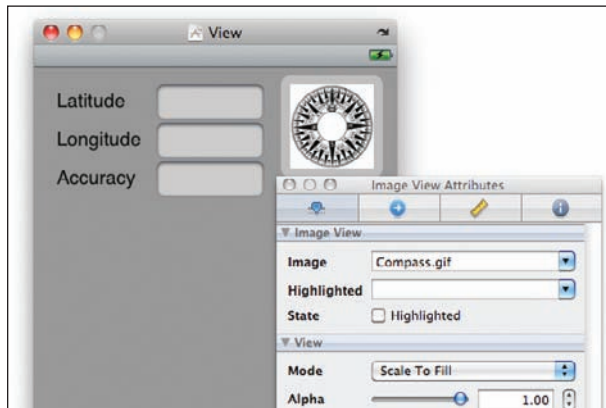 View
Latitude
Longitude
Accuracy
Image View Attributes
Image View
Image Compass.gif
Highlighted
State Highlighted
View
Mode Scale To Fill
Alpha 1.00